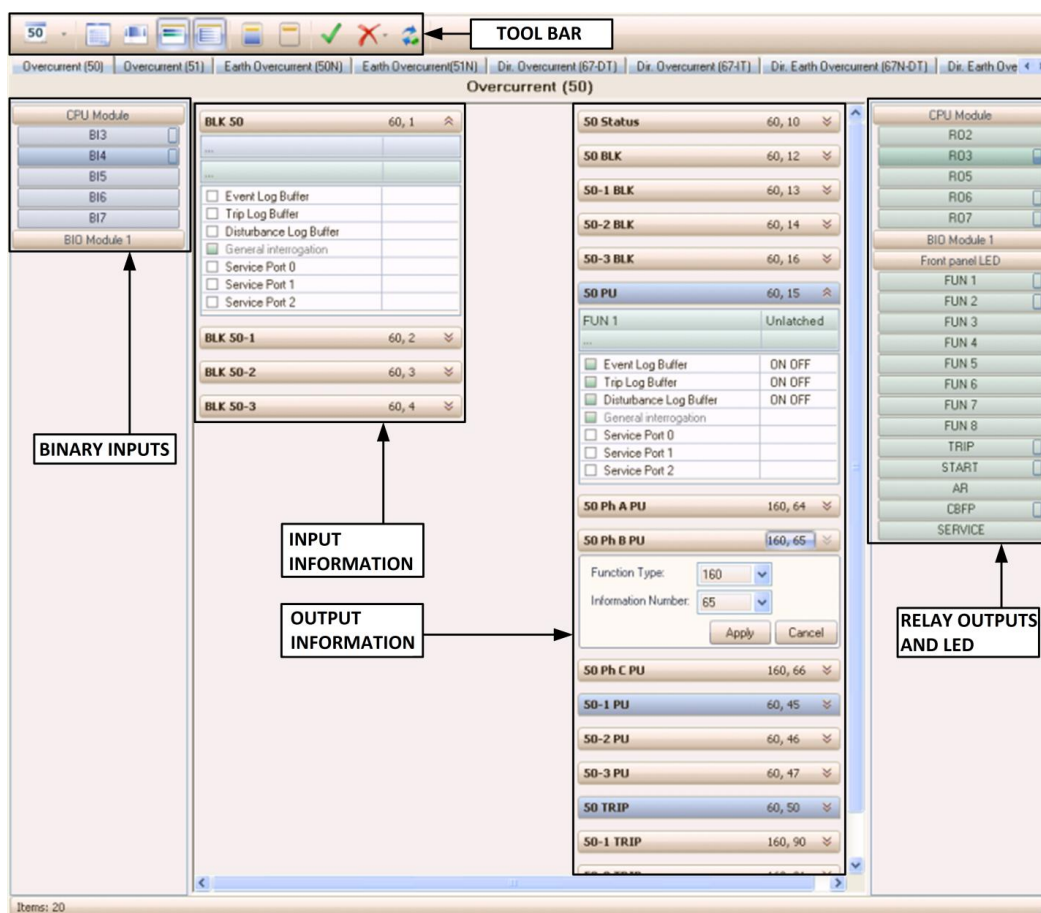 50
TOOL BAR
Overcurrent (50)
Overcurrent (51)
Earth Overcurrent (50N)
Earth Overcurrent(51N)
Dir. Overcurrent (67-DT)
Dir. Overcurrent (67-IT)
Dir. Earth Overcurrent (67N-DT)
Dir. Earth Ove
Overcurrent (50)
CPU Module
BI3
BI4
BI5
BI6
BI7
BIO Module 1
BINARY INPUTS
BLK 50 60, 1
...
...
Event Log Buffer
Trip Log Buffer
Disturbance Log Buffer
General interrogation
Service Port 0
Service Port 1
Service Port 2
BLK 50-1 60, 2
BLK 50-2 60, 3
BLK 50-3 60, 4
INPUT
INFORMATION
OUTPUT
INFORMATION
50 Status 60, 10
50 BLK 60, 12
50-1 BLK 60, 13
50-2 BLK 60, 14
50-3 BLK 60, 16
50 PU 60, 15
FUN 1 Unlatched
...
Event Log Buffer ON OFF
Trip Log Buffer ON OFF
Disturbance Log Buffer ON OFF
General interrogation
Service Port 0
Service Port 1
Service Port 2
50 Ph A PU 160, 64
50 Ph B PU 160, 65
Function Type: 160
Information Number: 65
Apply Cancel
50 Ph C PU 160, 66
50-1 PU 60, 45
50-2 PU 60, 46
50-3 PU 60, 47
50 TRIP 60, 50
50-1 TRIP 160, 90
CPU Module
RO2
RO3
RO5
RO6
RO7
BIO Module 1
Front panel LED
FUN 1
FUN 2
FUN 3
FUN 4
FUN 5
FUN 6
FUN 7
FUN 8
TRIP
START
AR
CBFP
SERVICE
RELAY OUTPUTS
AND LED
Items: 20